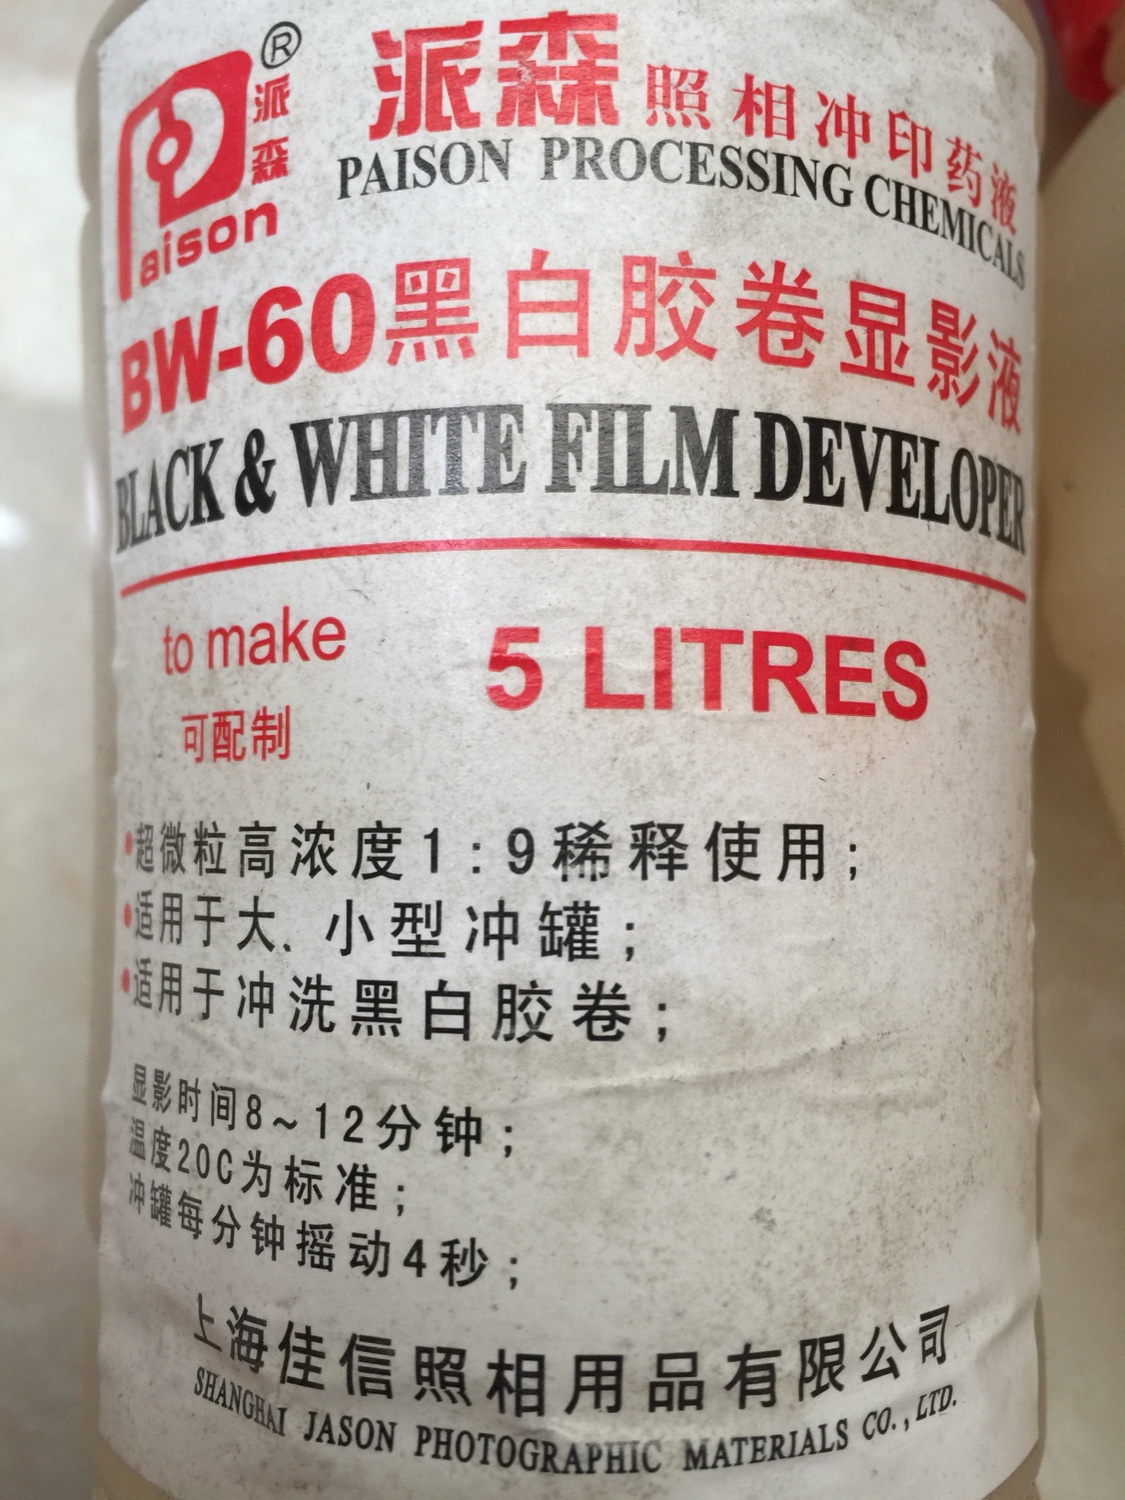 ®
派森
aison
派森 照相冲印药液
PAISON PROCESSING CHEMICALS
BW-60黑白胶卷显影液
BLACK & WHITE FILM DEVELOPER
to make 5 LITRES
可配制
•超微粒高浓度1:9稀释使用;
•适用于大、小型冲罐;
•适用于冲洗黑白胶卷;
显影时间8~12分钟;
温度20C为标准;
冲罐每分钟摇动4秒;
上海佳信照相用品有限公司
SHANGHAI JASON PHOTOGRAPHIC MATERIALS CO., LTD.